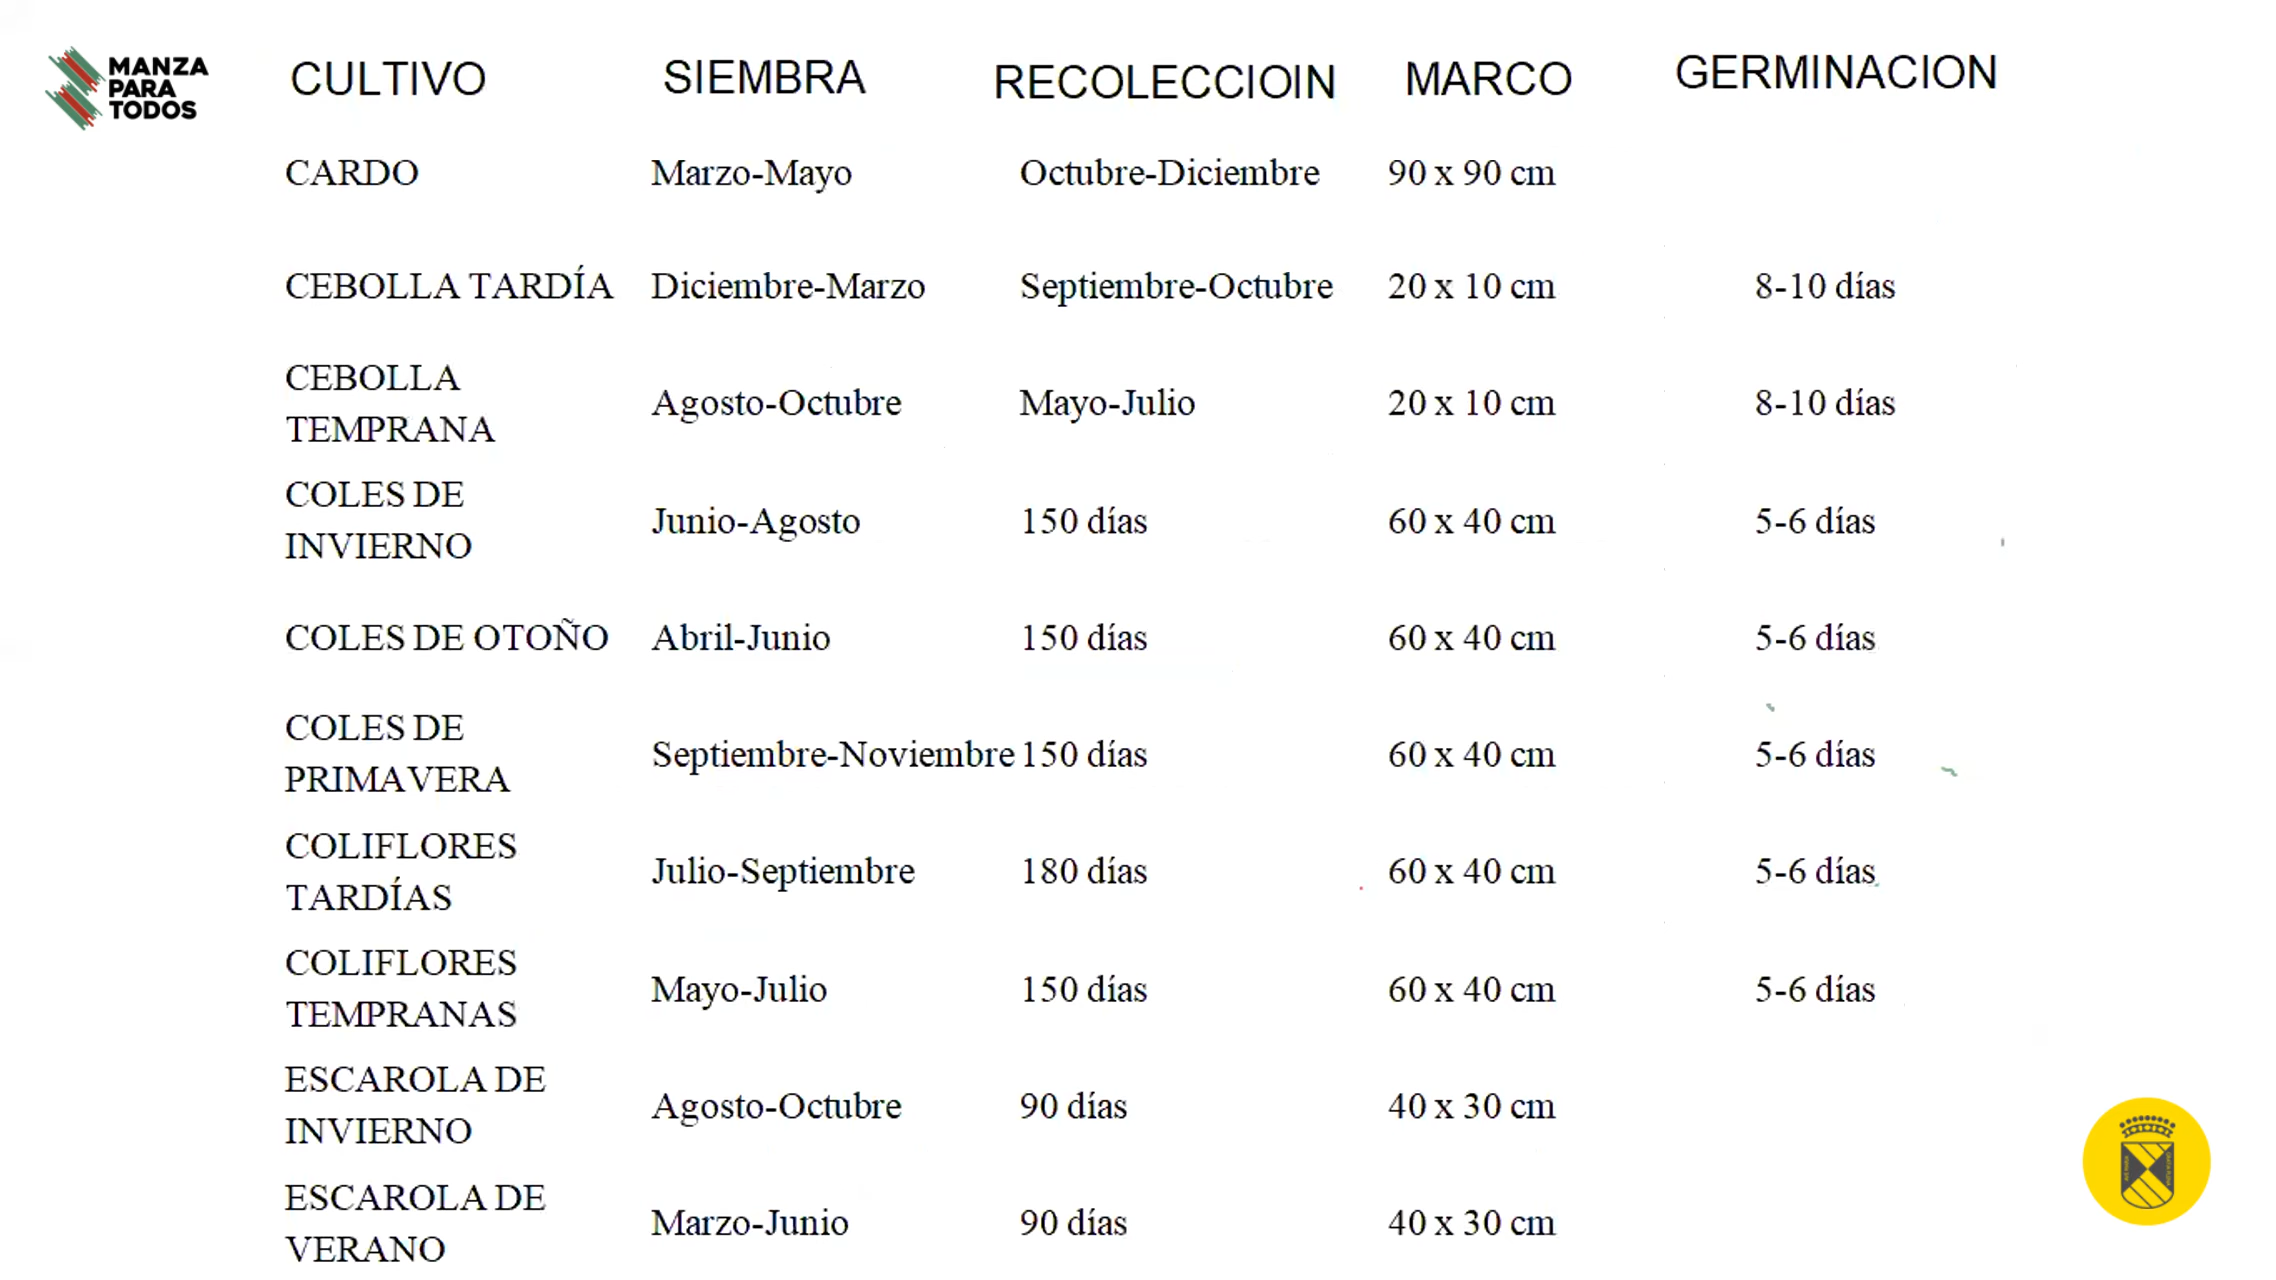 MANZA
PARA
TODOS
CULTIVO SIEMBRA RECOLECCIOIN MARCO GERMINACION
CARDO Marzo-Mayo Octubre-Diciembre 90 x 90 cm
CEBOLLA TARDÍA Diciembre-Marzo Septiembre-Octubre 20 x 10 cm 8-10 días
CEBOLLA
TEMPRANA Agosto-Octubre Mayo-Julio 20 x 10 cm 8-10 días
COLES DE
INVIERNO Junio-Agosto 150 días 60 x 40 cm 5-6 días
COLES DE OTOÑO Abril-Junio 150 días 60 x 40 cm 5-6 días
COLES DE
PRIMAVERA Septiembre-Noviembre 150 días 60 x 40 cm 5-6 días
COLIFLORES
TARDÍAS Julio-Septiembre 180 días 60 x 40 cm 5-6 días
COLIFLORES
TEMPRANAS Mayo-Julio 150 días 60 x 40 cm 5-6 días
ESCAROLA DE
INVIERNO Agosto-Octubre 90 días 40 x 30 cm
ESCAROLA DE
VERANO Marzo-Junio 90 días 40 x 30 cm